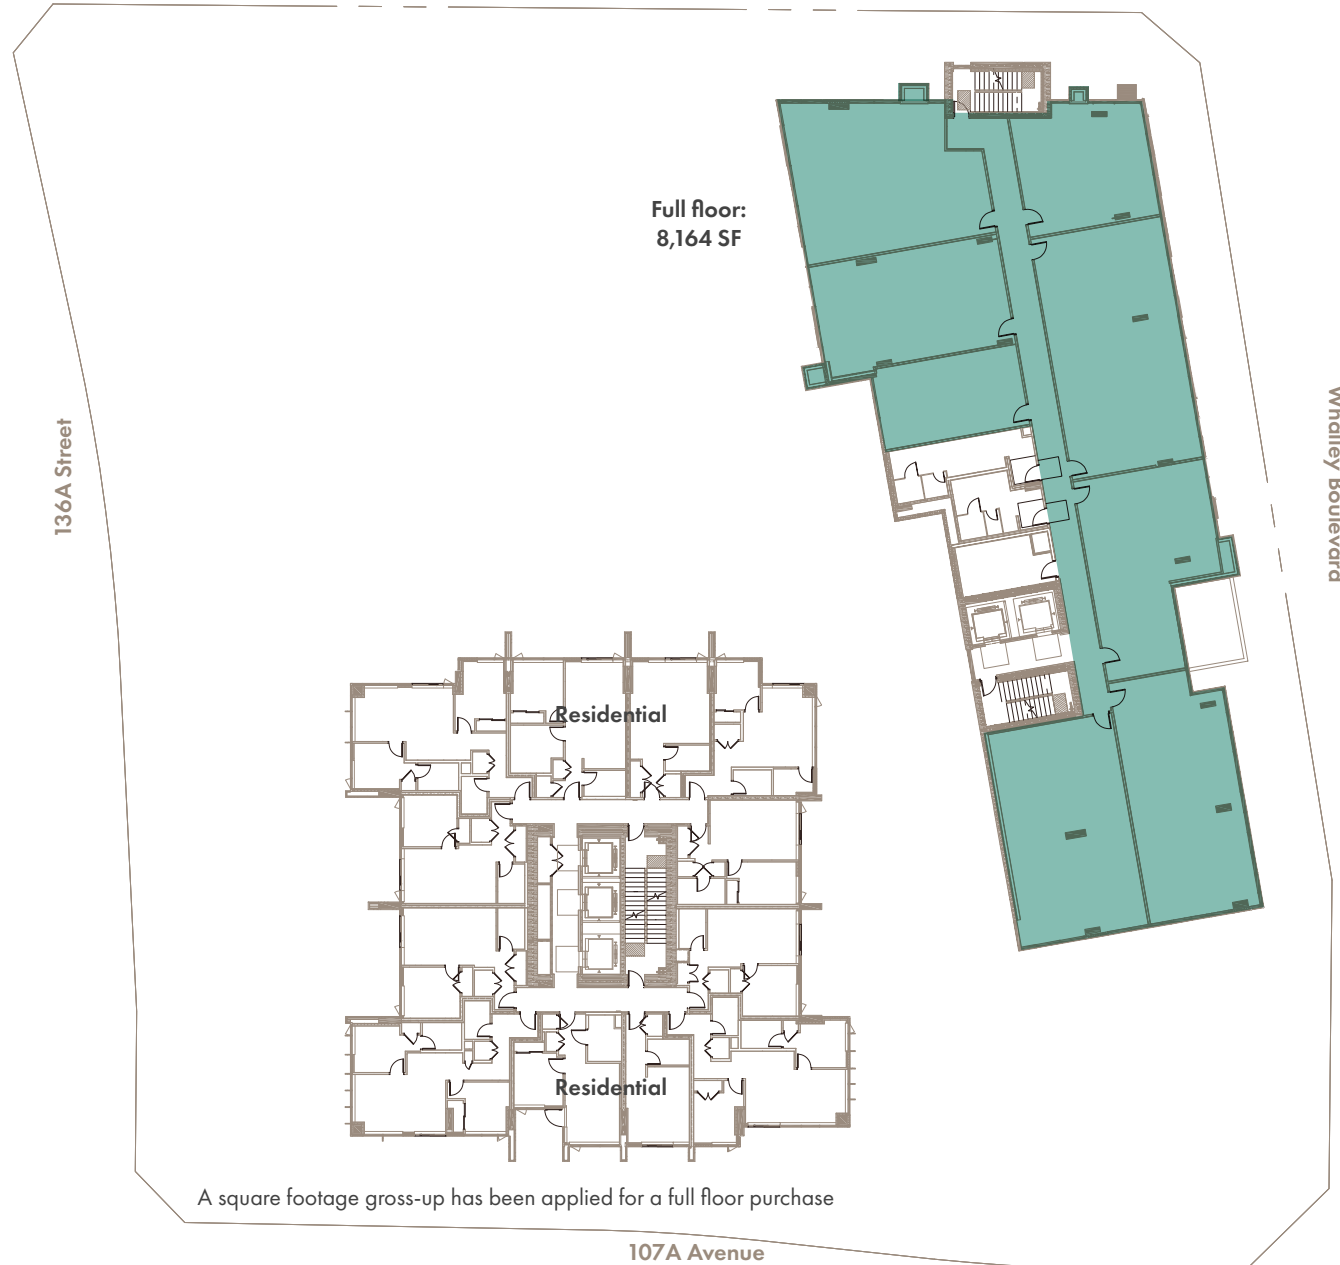 Full floor:
8,164 SF
136A Street
Whalley Boulevard
Residential
Residential
A square footage gross-up has been applied for a full floor purchase
107A Avenue